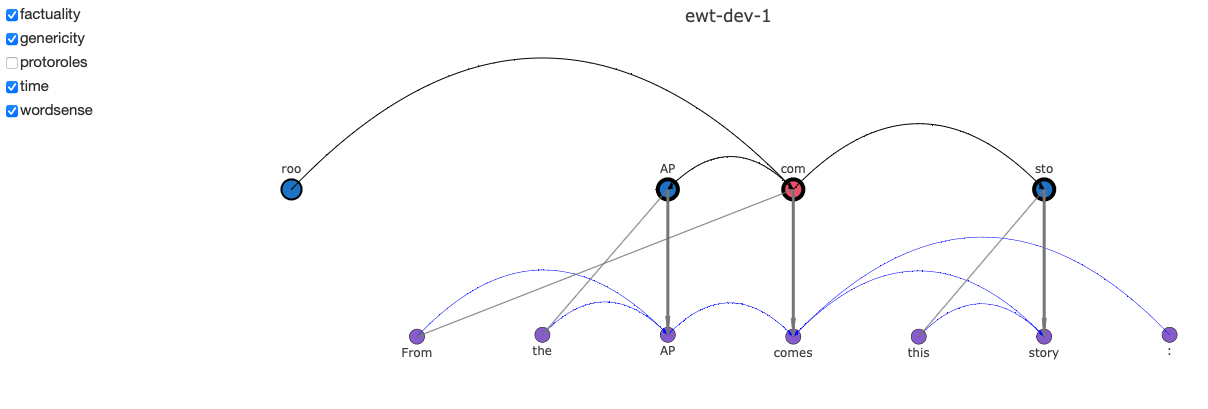 factuality
genericity
protoroles
time
wordsense
ewt-dev-1
roo AP com sto
From the AP comes this story :